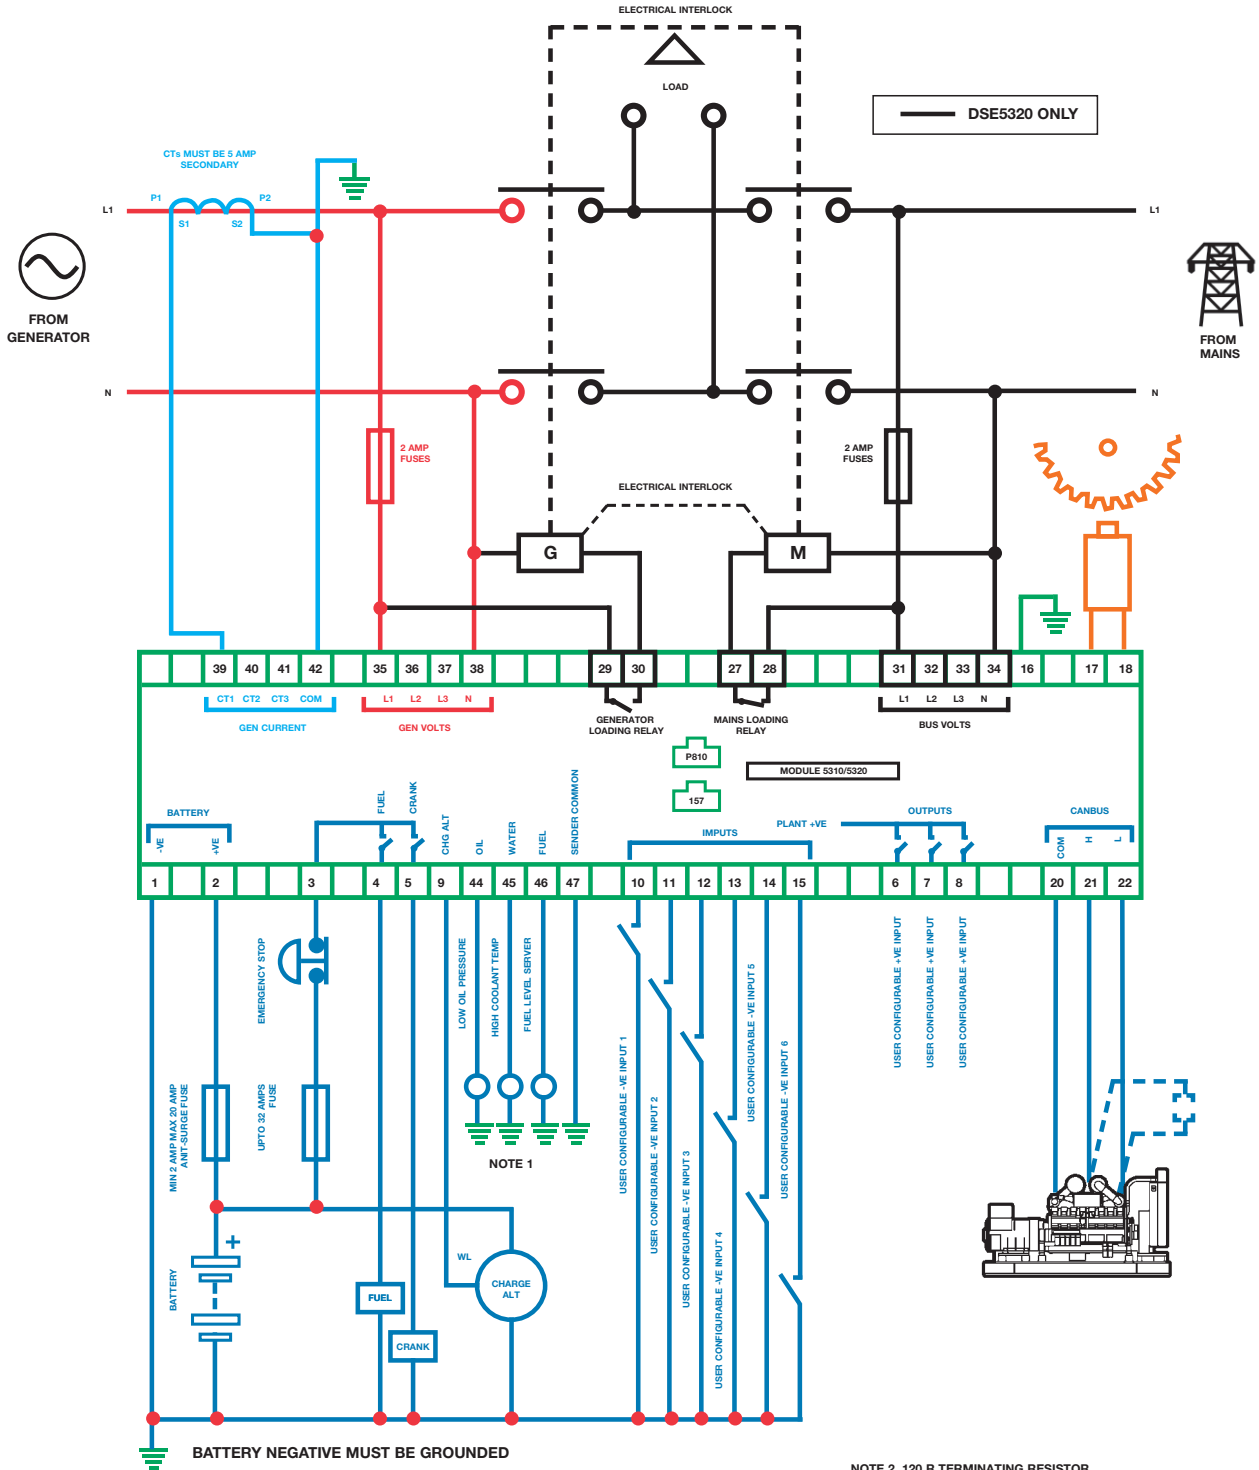 ELECTRICAL INTERLOCK
LOAD
DSE5320 ONLY
CTs MUST BE 5 AMP
SECONDARY
P1
P2
S1
S2
L1
L1
FROM
GENERATOR
FROM
MAINS
N
N
2 AMP
FUSES
2 AMP
FUSES
ELECTRICAL INTERLOCK
G
M
39 40 41 42 35 36 37 38 29 30 27 28 31 32 33 34 16 17 18
CT1 CT2 CT3 COM
L1 L2 L3 N
L1 L2 L3 N
GEN CURRENT
GEN VOLTS
GENERATOR
LOADING RELAY
MAINS LOADING
RELAY
BUS VOLTS
P810
MODULE 5310/5320
157
BATTERY
-VE
+VE
FUEL
CRANK
CHG ALT
OIL
WATER
FUEL
SENDER COMMON
IMPUTS
PLANT +VE
OUTPUTS
CANBUS
COM
H
L
1 2 3 4 5 9 44 45 46 47 10 11 12 13 14 15 6 7 8 20 21 22
EMERGENCY STOP
LOW OIL PRESSURE
HIGH COOLANT TEMP
FUEL LEVEL SERVER
USER CONFIGURABLE -VE INPUT 1
USER CONFIGURABLE -VE INPUT 2
USER CONFIGURABLE -VE INPUT 3
USER CONFIGURABLE -VE INPUT 4
USER CONFIGURABLE -VE INPUT 5
USER CONFIGURABLE -VE INPUT 6
USER CONFIGURABLE +VE INPUT
USER CONFIGURABLE +VE INPUT
USER CONFIGURABLE +VE INPUT
MIN 2 AMP MAX 20 AMP
ANIT-SURGE FUSE
UPTO 32 AMPS
FUSE
NOTE 1
BATTERY
+
WL
CHARGE
ALT
FUEL
CRANK
BATTERY NEGATIVE MUST BE GROUNDED
NOTE 2. 120 R TERMINATING RESISTOR